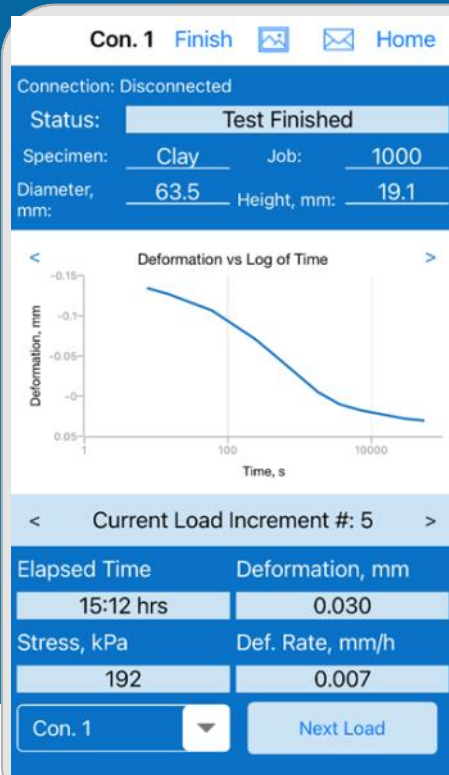 Con. 1 Finish Home
Connection: Disconnected
Status: Test Finished
Specimen: Clay Job: 1000
Diameter, mm: 63.5 Height, mm: 19.1
< Deformation vs Log of Time >
-0.15
-0.1
-0.05
-0
0.05
Deformation, mm
1 100 10000
Time, s
< Current Load Increment #: 5 >
Elapsed Time Deformation, mm
15:12 hrs 0.030
Stress, kPa Def. Rate, mm/h
192 0.007
Con. 1 Next Load